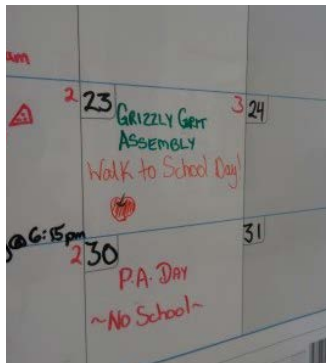 am
2 23 GRIZZLY GRIT
ASSEMBLY
Walk to School Day!
3 24
@ 6:15pm
2 30
P.A. DAY
~No School~
31